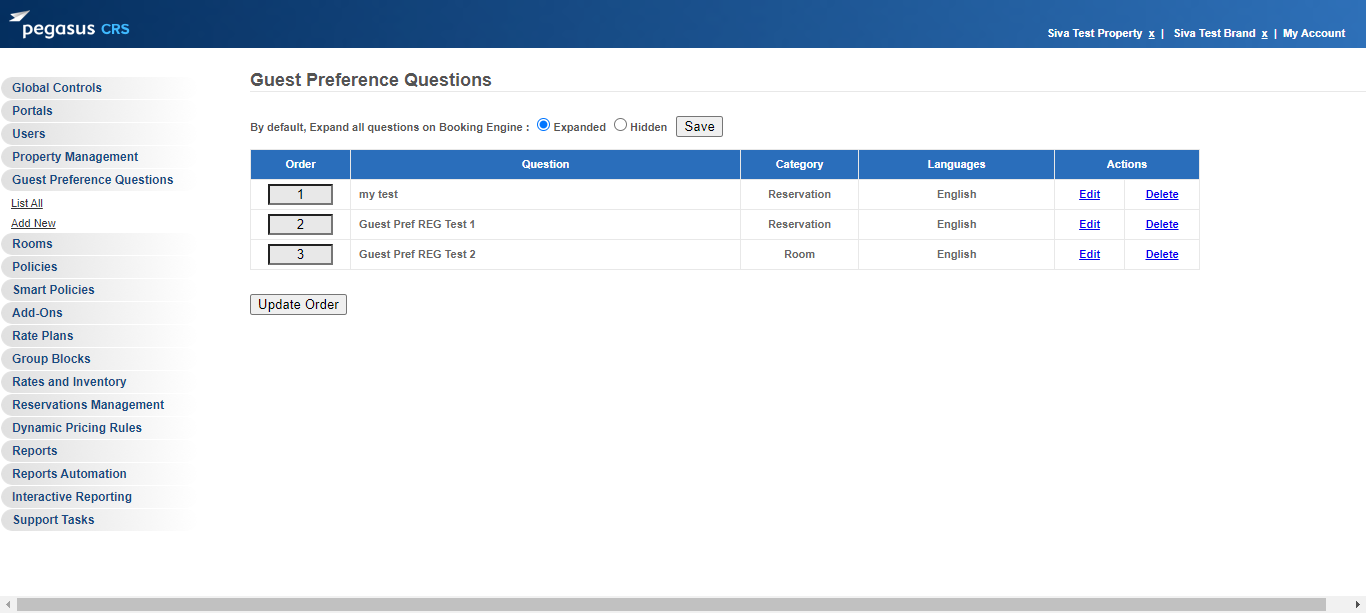 pegasus CRS
Siva Test Property x | Siva Test Brand x | My Account
Global Controls
Portals
Users
Property Management
Guest Preference Questions
List All
Add New
Rooms
Policies
Smart Policies
Add-Ons
Rate Plans
Group Blocks
Rates and Inventory
Reservations Management
Dynamic Pricing Rules
Reports
Reports Automation
Interactive Reporting
Support Tasks
Guest Preference Questions
By default, Expand all questions on Booking Engine : Expanded Hidden Save
Order Question Category Languages Actions
1 my test Reservation English Edit Delete
2 Guest Pref REG Test 1 Reservation English Edit Delete
3 Guest Pref REG Test 2 Room English Edit Delete
Update Order